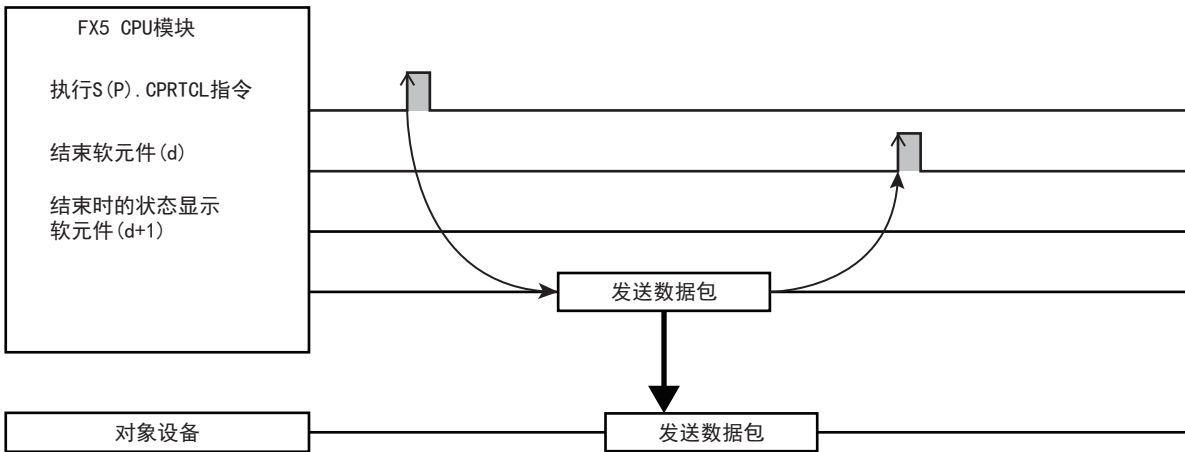 FX5 CPU模块
执行S(P).CPRTCL指令
结束软元件(d)
结束时的状态显示
软元件(d+1)
发送数据包
对象设备
发送数据包